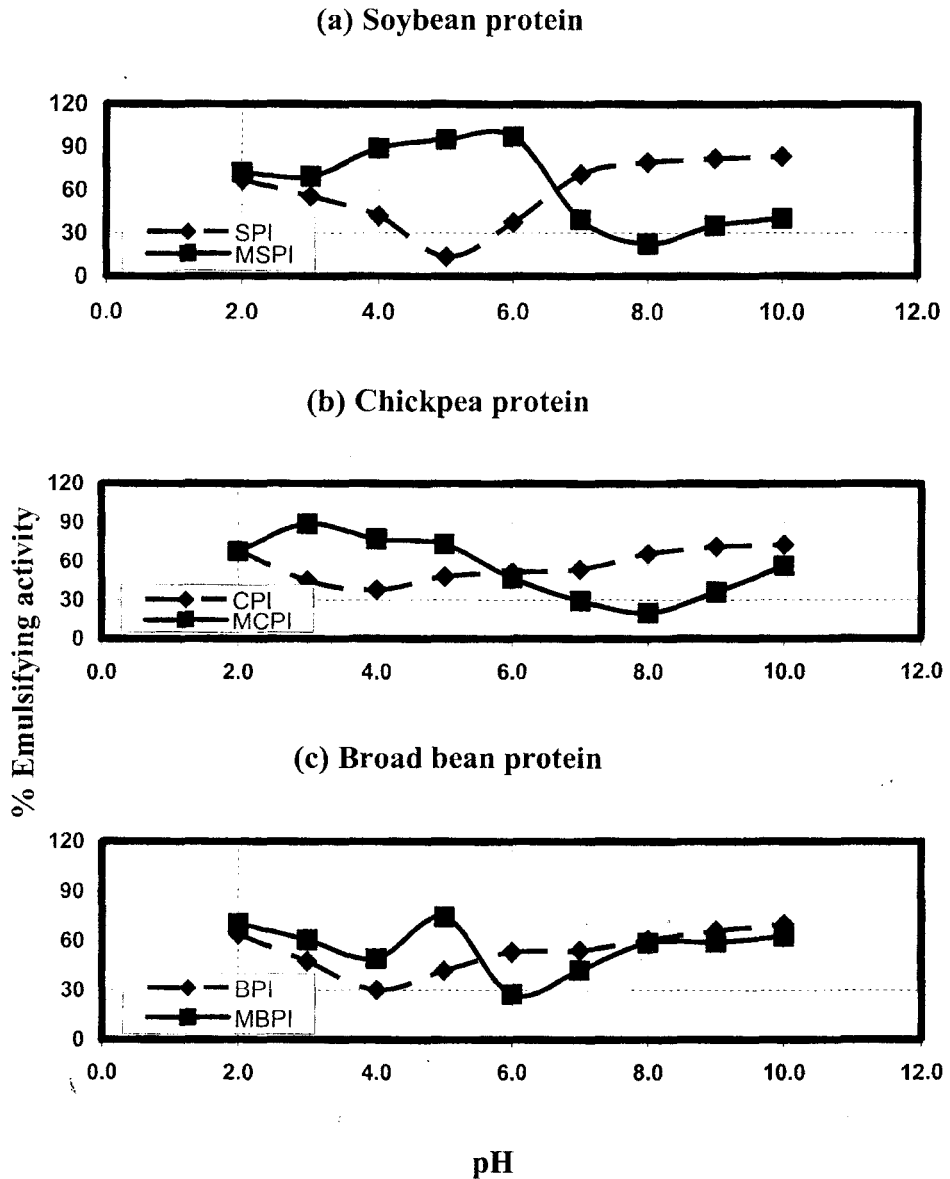 (a) Soybean protein
120
90
60
30
0
SPI
MSPI
0.0 2.0 4.0 6.0 8.0 10.0 12.0
(b) Chickpea protein
% Emulsifying activity
120
90
60
30
0
CPI
MCPI
0.0 2.0 4.0 6.0 8.0 10.0 12.0
(c) Broad bean protein
120
90
60
30
0
BPI
MBPI
0.0 2.0 4.0 6.0 8.0 10.0 12.0
pH